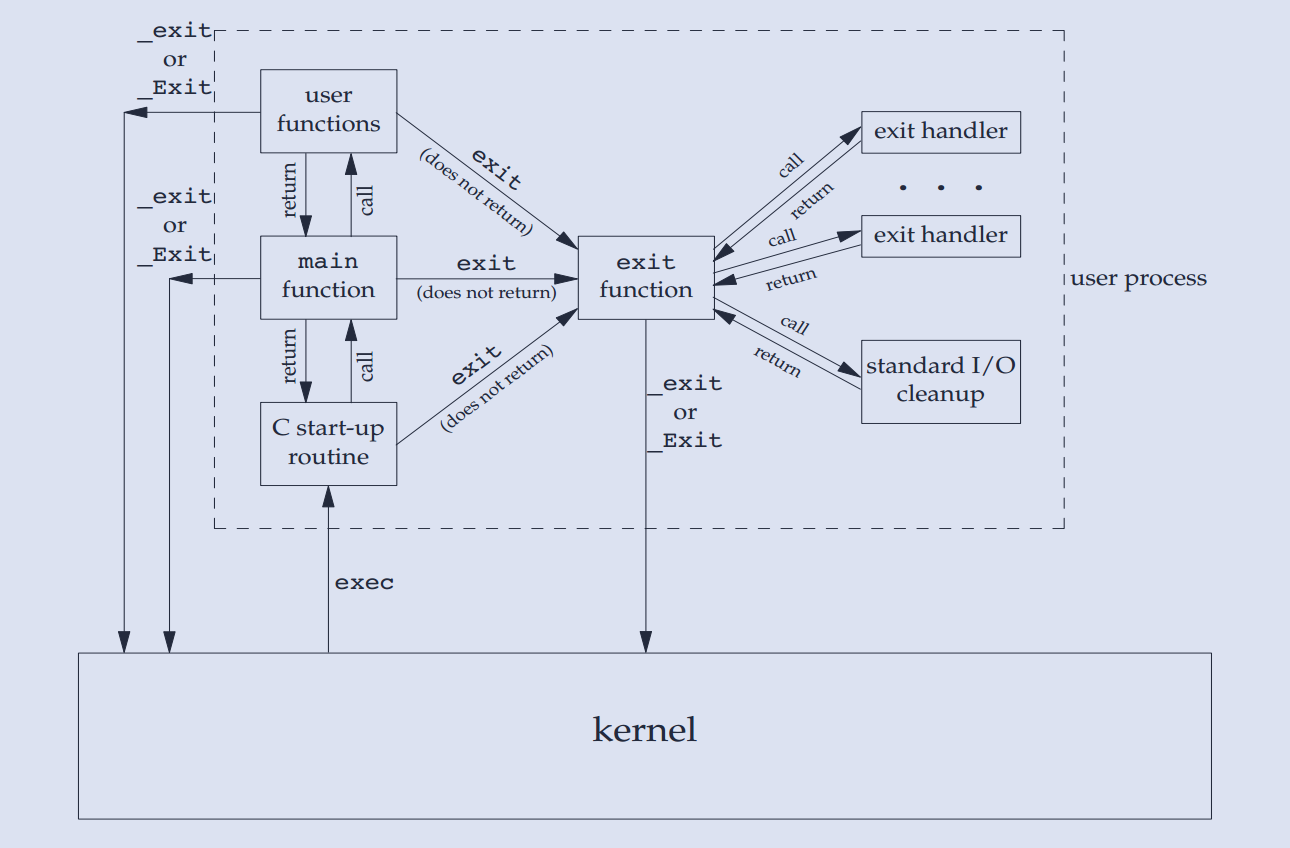 _exit
or
_Exit
user
functions
exit
(does not return)
return
call
_exit
or
_Exit
main
function
exit
(does not return)
return
call
C start-up
routine
exit
(does not return)
exit
function
call
return
exit handler
. . .
call
return
exit handler
call
return
standard I/O
cleanup
user process
_exit
or
_Exit
exec
kernel